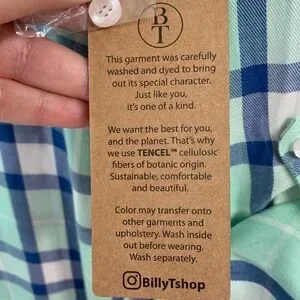 BT
This garment was carefully
washed and dyed to bring
out its special character.
Just like you,
it's one of a kind.
We want the best for you,
and the planet. That's why
we use TENCEL™ cellulosic
fibers of botanic origin.
Sustainable, comfortable
and beautiful.
Color may transfer onto
other garments and
upholstery. Wash inside
out before wearing.
Wash separately.
@BillyTshop